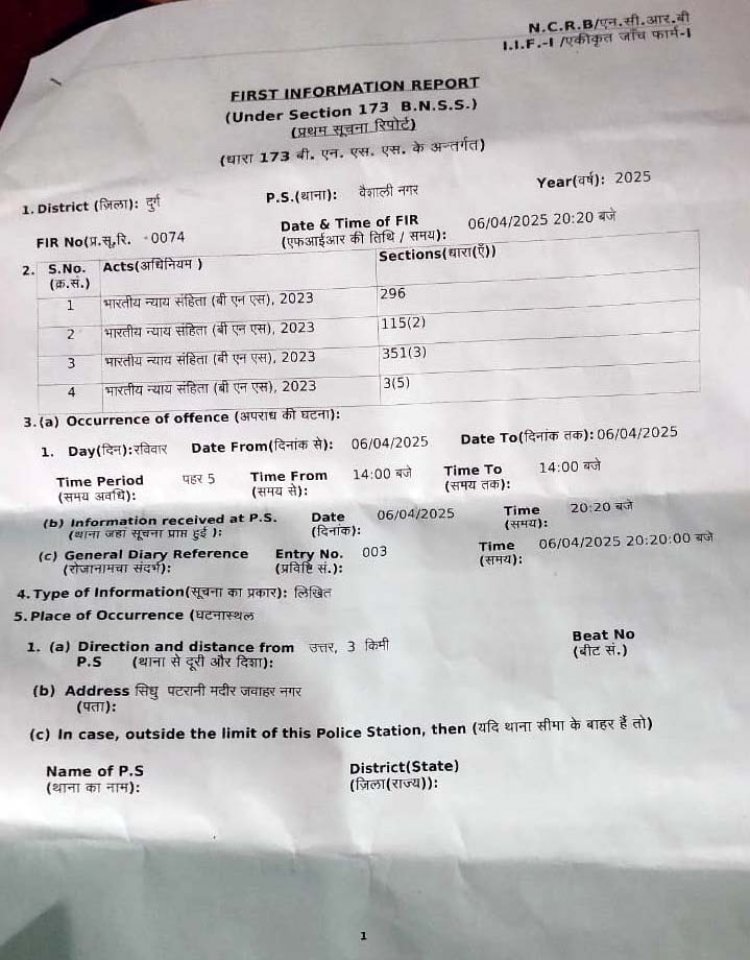 N.C.R.B/एन.सी.आर.बी
I.I.F.-I /एकीकृत जाँच फार्म-I
FIRST INFORMATION REPORT
(Under Section 173 B.N.S.S.)
(प्रथम सूचना रिपोर्ट)
(धारा 173 बी. एन. एस. एस. के अन्तर्गत)
1. District (ज़िला): दुर्ग P.S.(थाना): वैशाली नगर Year(वर्ष): 2025
FIR No(प्र.सू.रि. 0074 Date & Time of FIR (एफआईआर की तिथि / समय): 06/04/2025 20:20 बजे
2. S.No. (क्र.सं.) Acts(अधिनियम ) Sections(धारा(एँ))
1 भारतीय न्याय संहिता (बी एन एस), 2023 296
2 भारतीय न्याय संहिता (बी एन एस), 2023 115(2)
3 भारतीय न्याय संहिता (बी एन एस), 2023 351(3)
4 भारतीय न्याय संहिता (बी एन एस), 2023 3(5)
3. (a) Occurrence of offence (अपराध की घटना):
1. Day(दिन):रविवार Date From(दिनांक से): 06/04/2025 Date To(दिनांक तक): 06/04/2025
Time Period (समय अवधि): पहर 5 Time From (समय से): 14:00 बजे Time To (समय तक): 14:00 बजे
(b) Information received at P.S. (थाना जहां सूचना प्राप्त हुई ): Date (दिनांक): 06/04/2025 Time (समय): 20:20 बजे
(c) General Diary Reference (रोजानामचा संदर्भ): Entry No. (प्रविष्टि सं.): 003 Time (समय): 06/04/2025 20:20:00 बजे
4. Type of Information(सूचना का प्रकार): लिखित
5. Place of Occurrence (घटनास्थल
1. (a) Direction and distance from P.S (थाना से दूरी और दिशा): उत्तर, 3 किमी Beat No (बीट सं.)
(b) Address (पता): सिधु पटरानी मदीर जवाहर नगर
(c) In case, outside the limit of this Police Station, then (यदि थाना सीमा के बाहर हैं तो)
Name of P.S (थाना का नाम): District(State) (ज़िला(राज्य)):
1